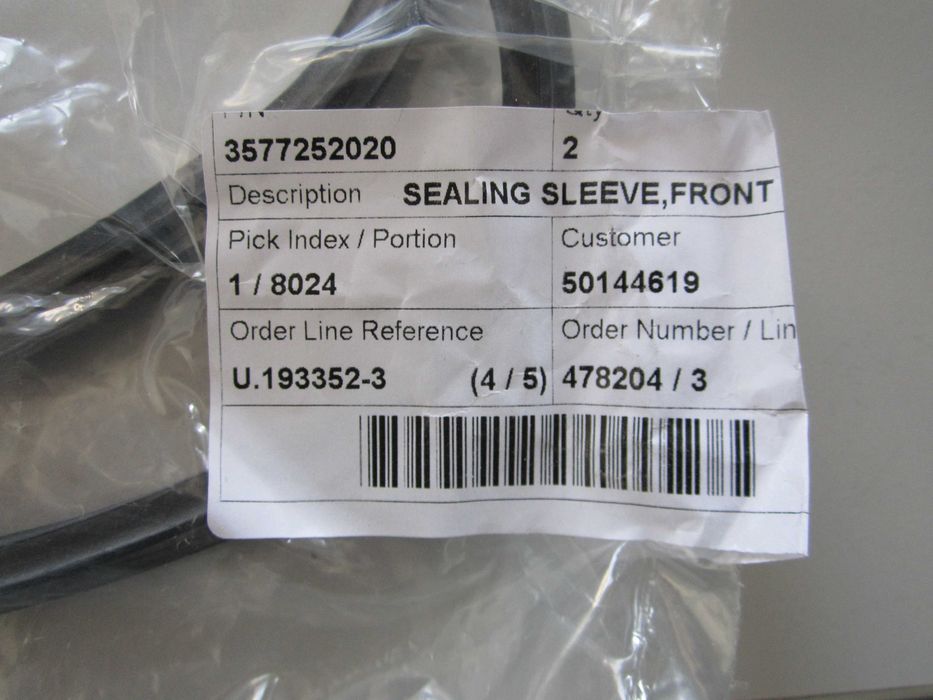 3577252020 2
Description SEALING SLEEVE,FRONT
Pick Index / Portion Customer
1 / 8024 50144619
Order Line Reference Order Number / Lin
U.193352-3 (4 / 5) 478204 / 3